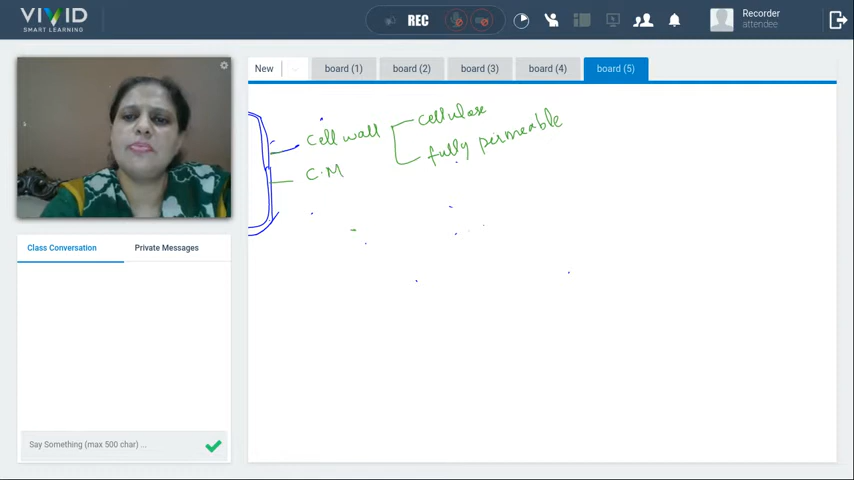 VIVID
SMART LEARNING
REC
Recorder
attendee
New
board (1)
board (2)
board (3)
board (4)
board (5)
cellulose
Cell wall
fully permeable
C.M
Class Conversation
Private Messages
Say Something (max 500 char) ...